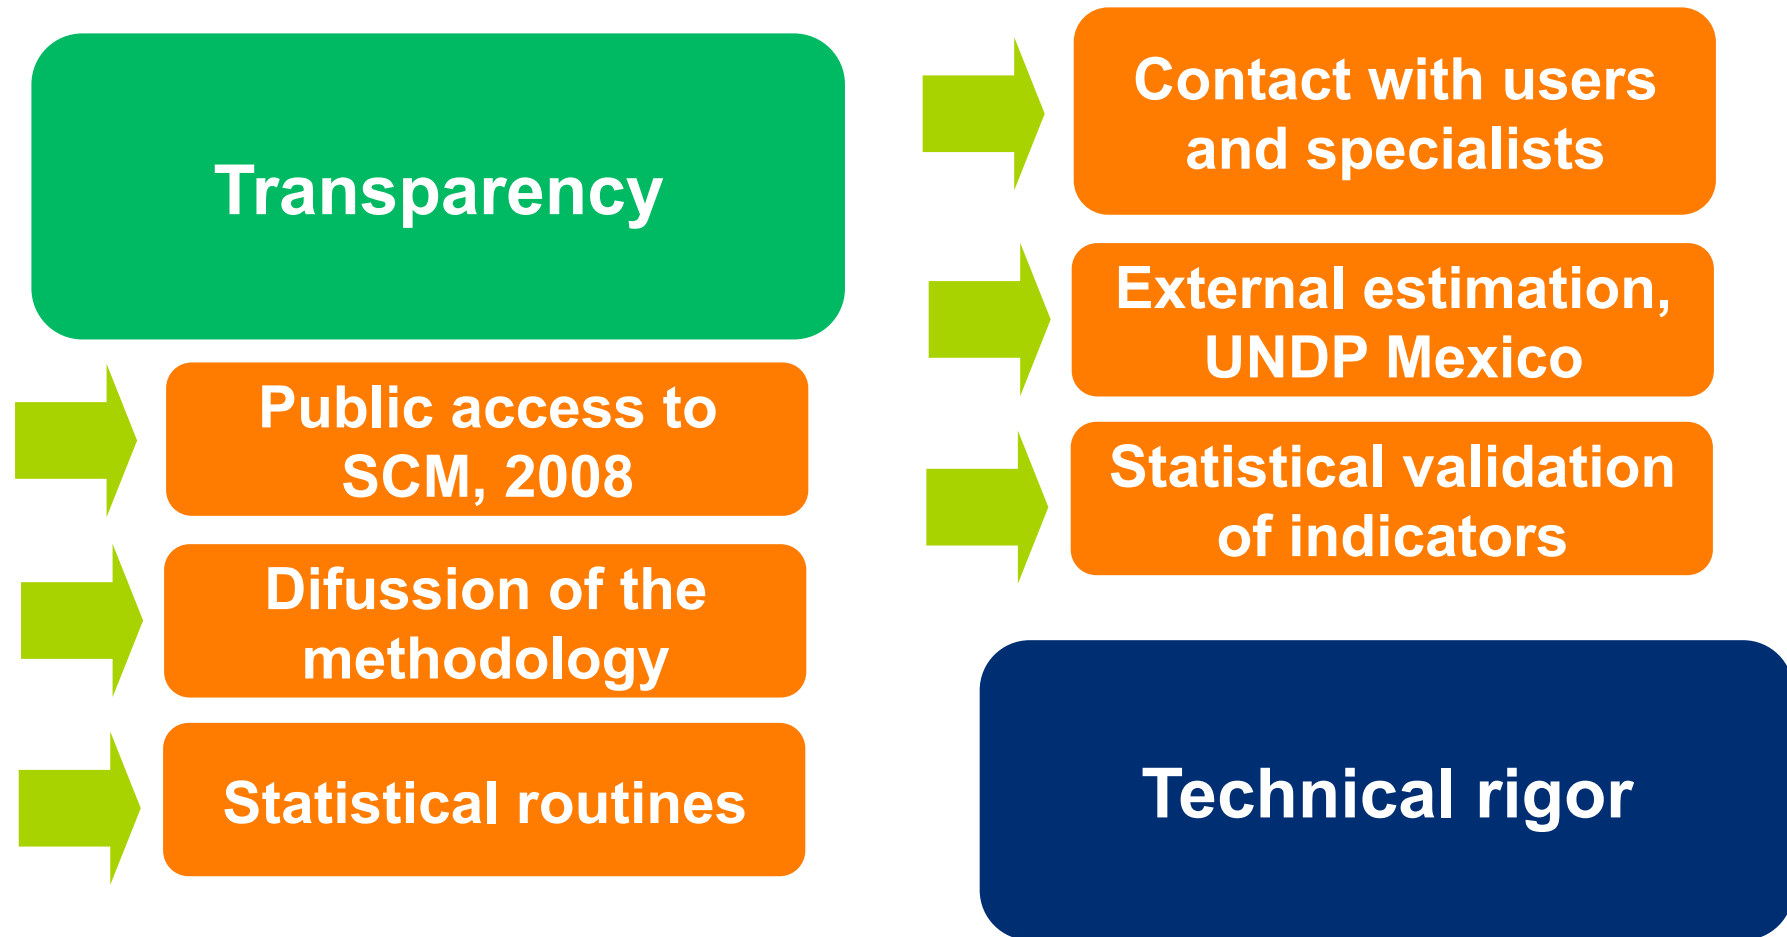 Transparency
Public access to
SCM, 2008
Difussion of the
methodology
Statistical routines
Contact with users
and specialists
External estimation,
UNDP Mexico
Statistical validation
of indicators
Technical rigor